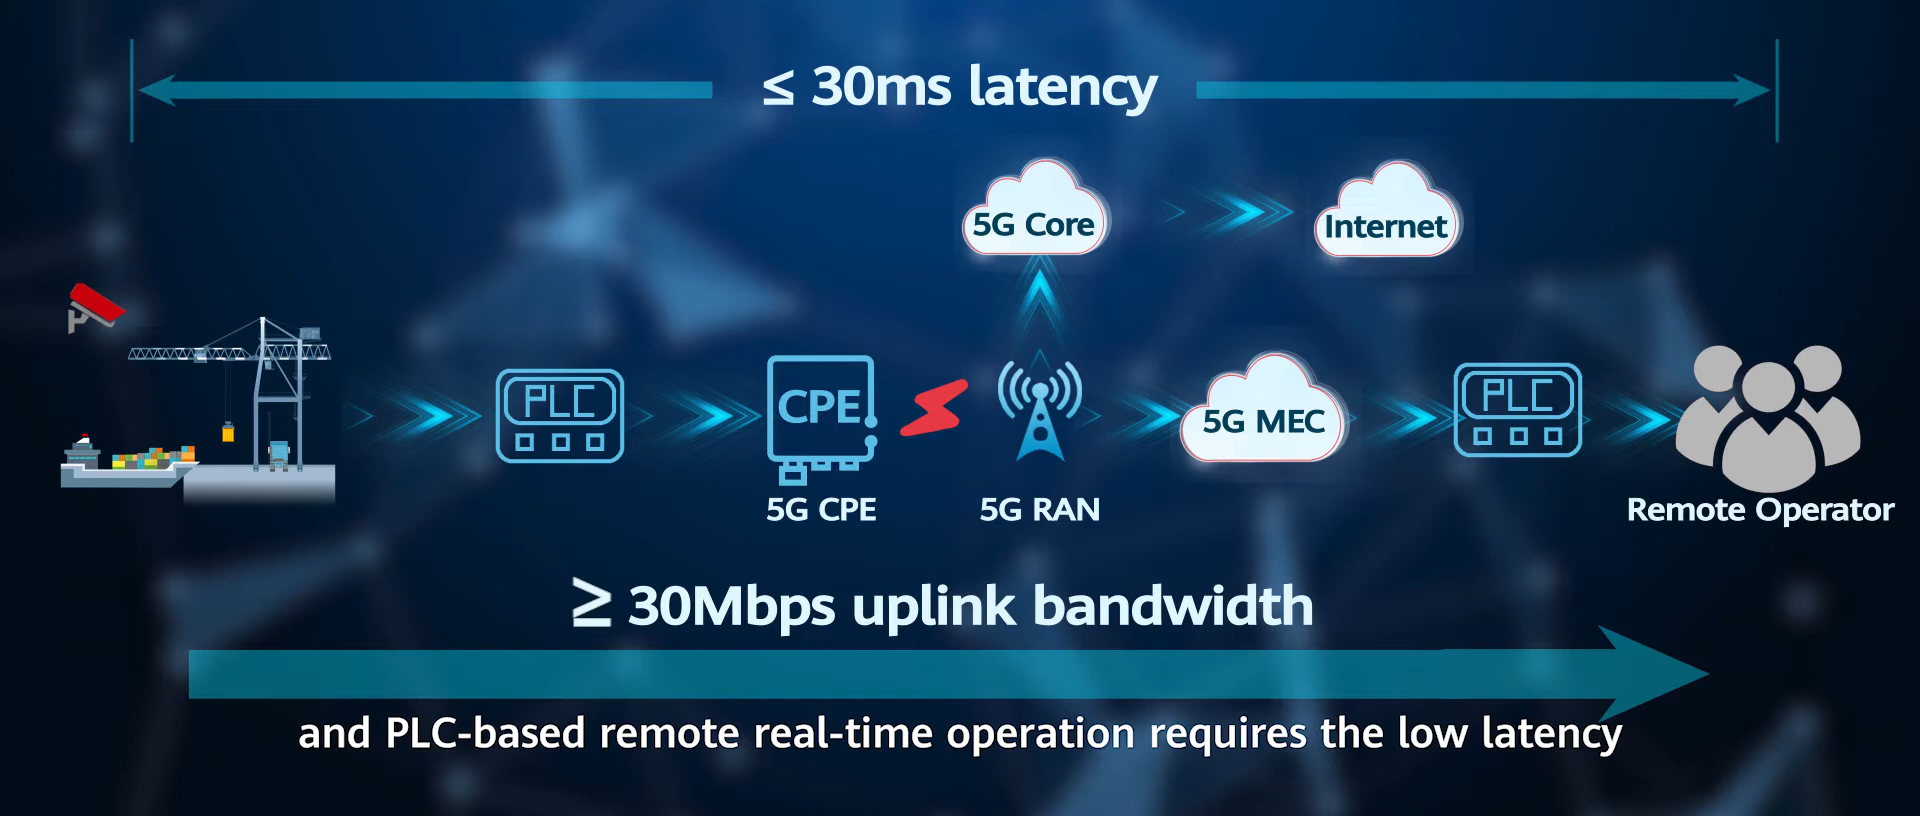 ≤ 30ms latency
5G Core
Internet
PLC
CPE
5G MEC
PLC
5G CPE
5G RAN
Remote Operator
≥ 30Mbps uplink bandwidth
and PLC-based remote real-time operation requires the low latency